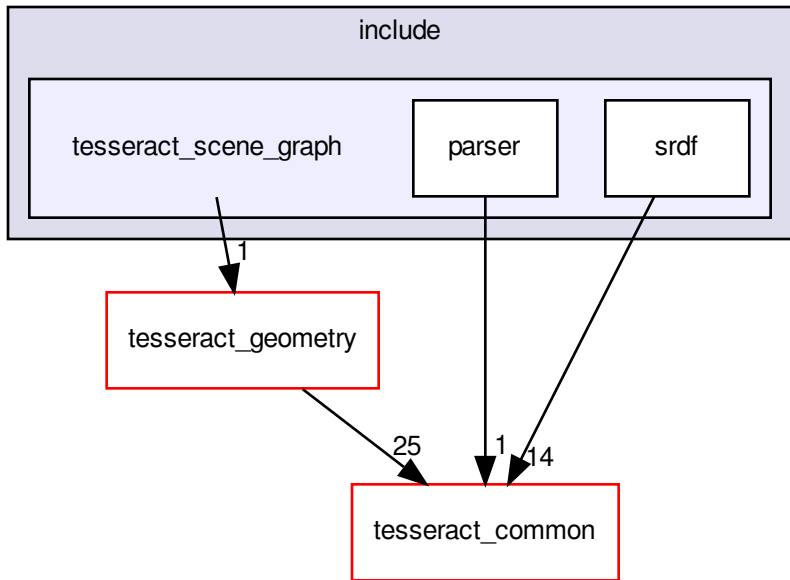 include
tesseract_scene_graph
parser
srdf
1
tesseract_geometry
25
1
14
tesseract_common